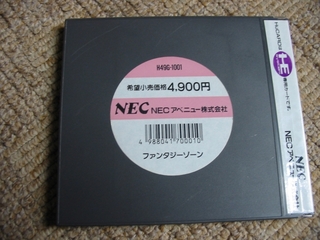 H49G-1001
希望小売価格4,900円
NEC NECアベニュー株式会社
4 988041 700010
ファンタジーゾーン
HE
NEC